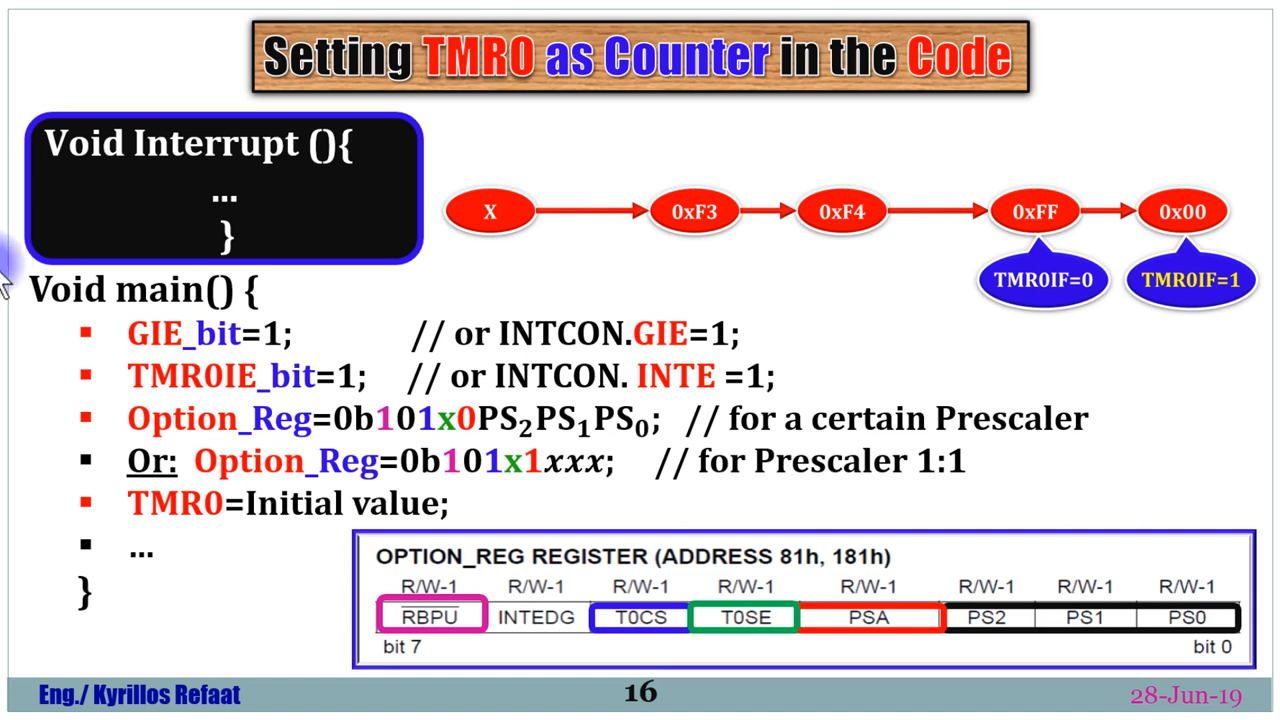 Setting TMR0 as Counter in the Code
Void Interrupt (){
...
}
X
0xF3
0xF4
0xFF
0x00
TMR0IF=0
TMR0IF=1
Void main() {
▪ GIE_bit=1; // or INTCON.GIE=1;
▪ TMR0IE_bit=1; // or INTCON. INTE =1;
▪ Option_Reg=0b101x0PS₂PS₁PS₀; // for a certain Prescaler
▪ Or: Option_Reg=0b101x1xxx; // for Prescaler 1:1
▪ TMR0=Initial value;
▪ ...
}
OPTION_REG REGISTER (ADDRESS 81h, 181h)
R/W-1 R/W-1 R/W-1 R/W-1 R/W-1 R/W-1 R/W-1 R/W-1
RBPU INTEDG T0CS T0SE PSA PS2 PS1 PS0
bit 7 bit 0
Eng./ Kyrillos Refaat 16 28-Jun-19